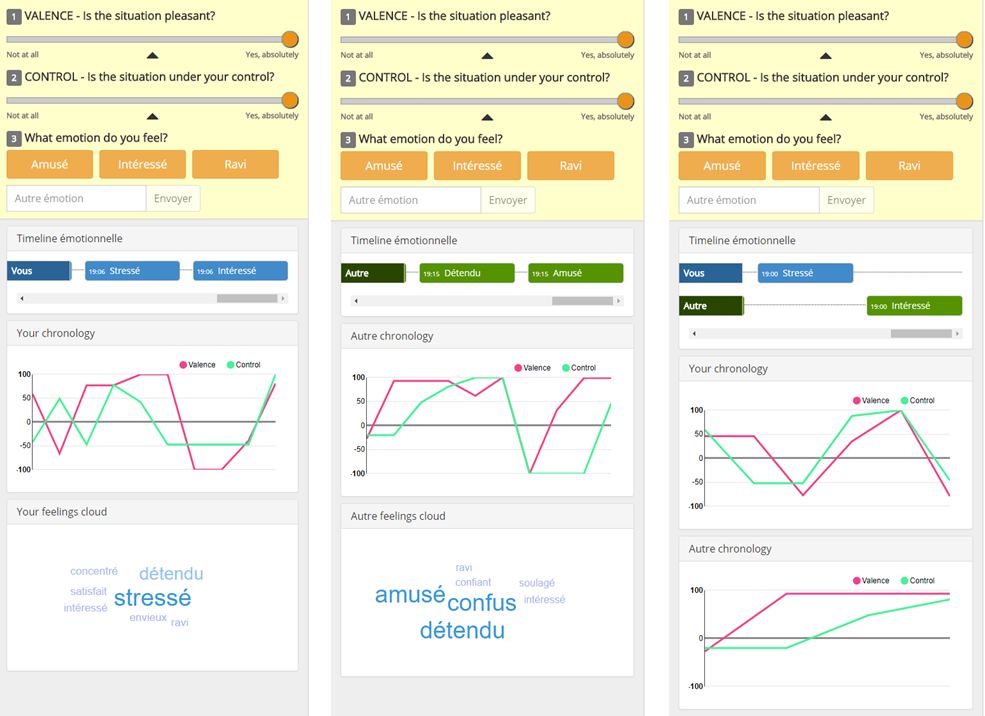 1 VALENCE - Is the situation pleasant?
Not at all Yes, absolutely
2 CONTROL - Is the situation under your control?
Not at all Yes, absolutely
3 What emotion do you feel?
Amusé Intéressé Ravi
Autre émotion Envoyer
Timeline émotionnelle
Vous 19:06 Stressé 19:06 Intéressé
Your chronology
Valence Control
100
50
0
-50
-100
Your feelings cloud
concentré détendu
satisfait stressé
intéressé
envieux ravi
1 VALENCE - Is the situation pleasant?
Not at all Yes, absolutely
2 CONTROL - Is the situation under your control?
Not at all Yes, absolutely
3 What emotion do you feel?
Amusé Intéressé Ravi
Autre émotion Envoyer
Timeline émotionnelle
Autre 19:15 Détendu 19:15 Amusé
Autre chronology
Valence Control
100
50
0
-50
-100
Autre feelings cloud
ravi
confiant soulagé
amusé confus intéressé
détendu
1 VALENCE - Is the situation pleasant?
Not at all Yes, absolutely
2 CONTROL - Is the situation under your control?
Not at all Yes, absolutely
3 What emotion do you feel?
Amusé Intéressé Ravi
Autre émotion Envoyer
Timeline émotionnelle
Vous 19:00 Stressé
Autre 19:00 Intéressé
Your chronology
Valence Control
100
50
0
-50
-100
Autre chronology
Valence Control
100
0
-100